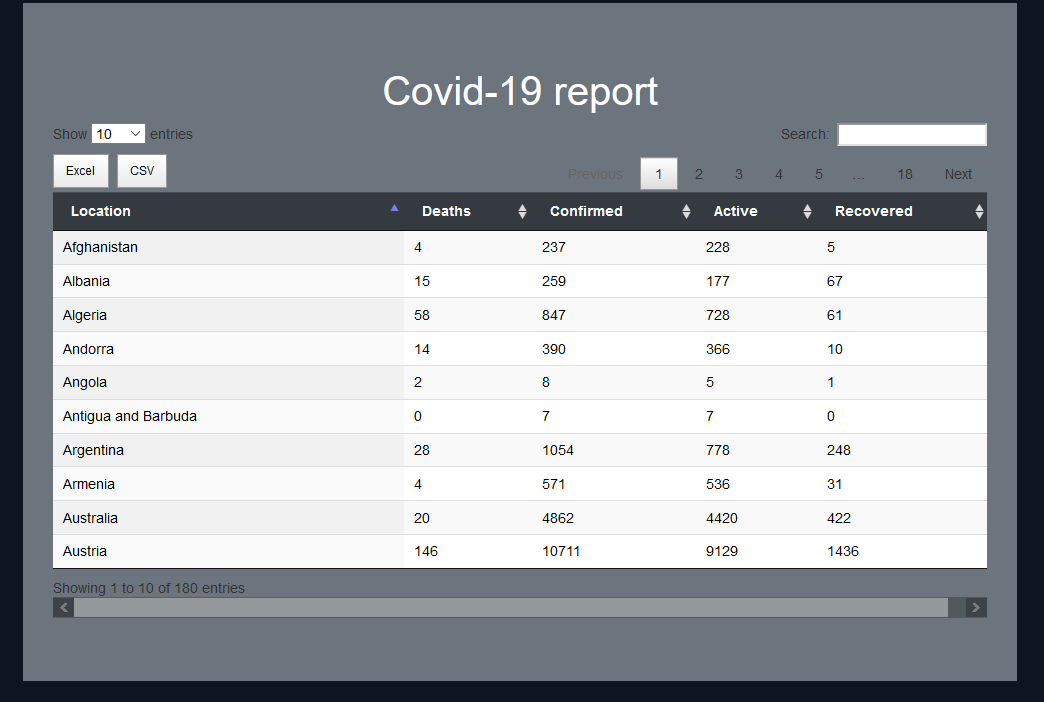 Covid-19 report
Show 10 entries Search:
Excel CSV Previous 1 2 3 4 5 … 18 Next
Location Deaths Confirmed Active Recovered
Afghanistan 4 237 228 5
Albania 15 259 177 67
Algeria 58 847 728 61
Andorra 14 390 366 10
Angola 2 8 5 1
Antigua and Barbuda 0 7 7 0
Argentina 28 1054 778 248
Armenia 4 571 536 31
Australia 20 4862 4420 422
Austria 146 10711 9129 1436
Showing 1 to 10 of 180 entries